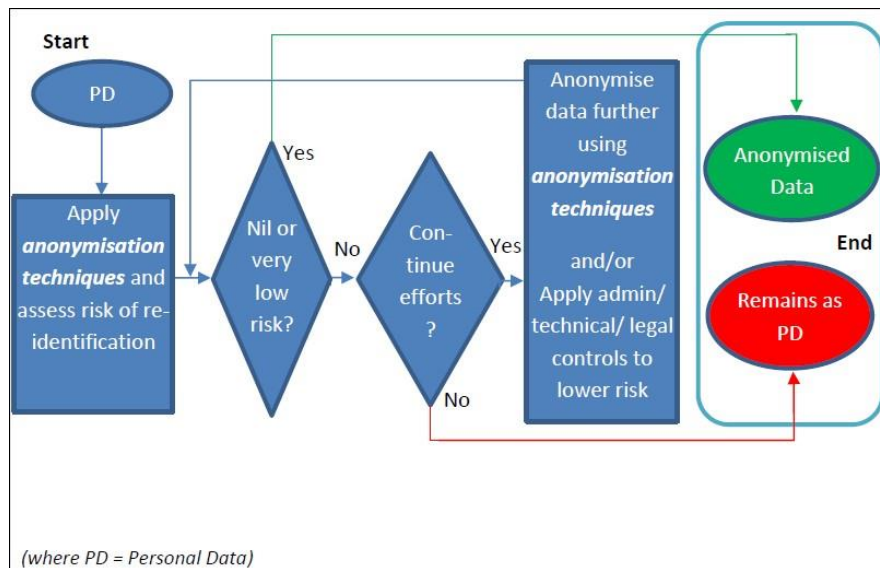 Start
PD
Apply
anonymisation
techniques and
assess risk of re-
identification
Yes
Nil or
very
low
risk?
No
Con-
tinue
efforts
?
Yes
No
Anonymise
data further
using
anonymisation
techniques
and/or
Apply admin/
technical/ legal
controls to
lower risk
Anonymised
Data
End
Remains as
PD
(where PD = Personal Data)